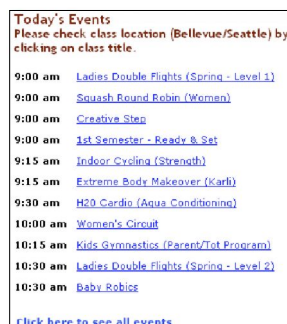 Today's Events
Please check class location (Bellevue/Seattle) by
clicking on class title.
9:00 am Ladies Double Flights (Spring - Level 1)
9:00 am Squash Round Robin (Women)
9:00 am Creative Step
9:00 am 1st Semester - Ready & Set
9:15 am Indoor Cycling (Strength)
9:15 am Extreme Body Makeover (Karli)
9:30 am H20 Cardio (Aqua Conditioning)
10:00 am Women's Circuit
10:15 am Kids Gymnastics (Parent/Tot Program)
10:30 am Ladies Double Flights (Spring - Level 2)
10:30 am Baby Robics
Click here to see all events